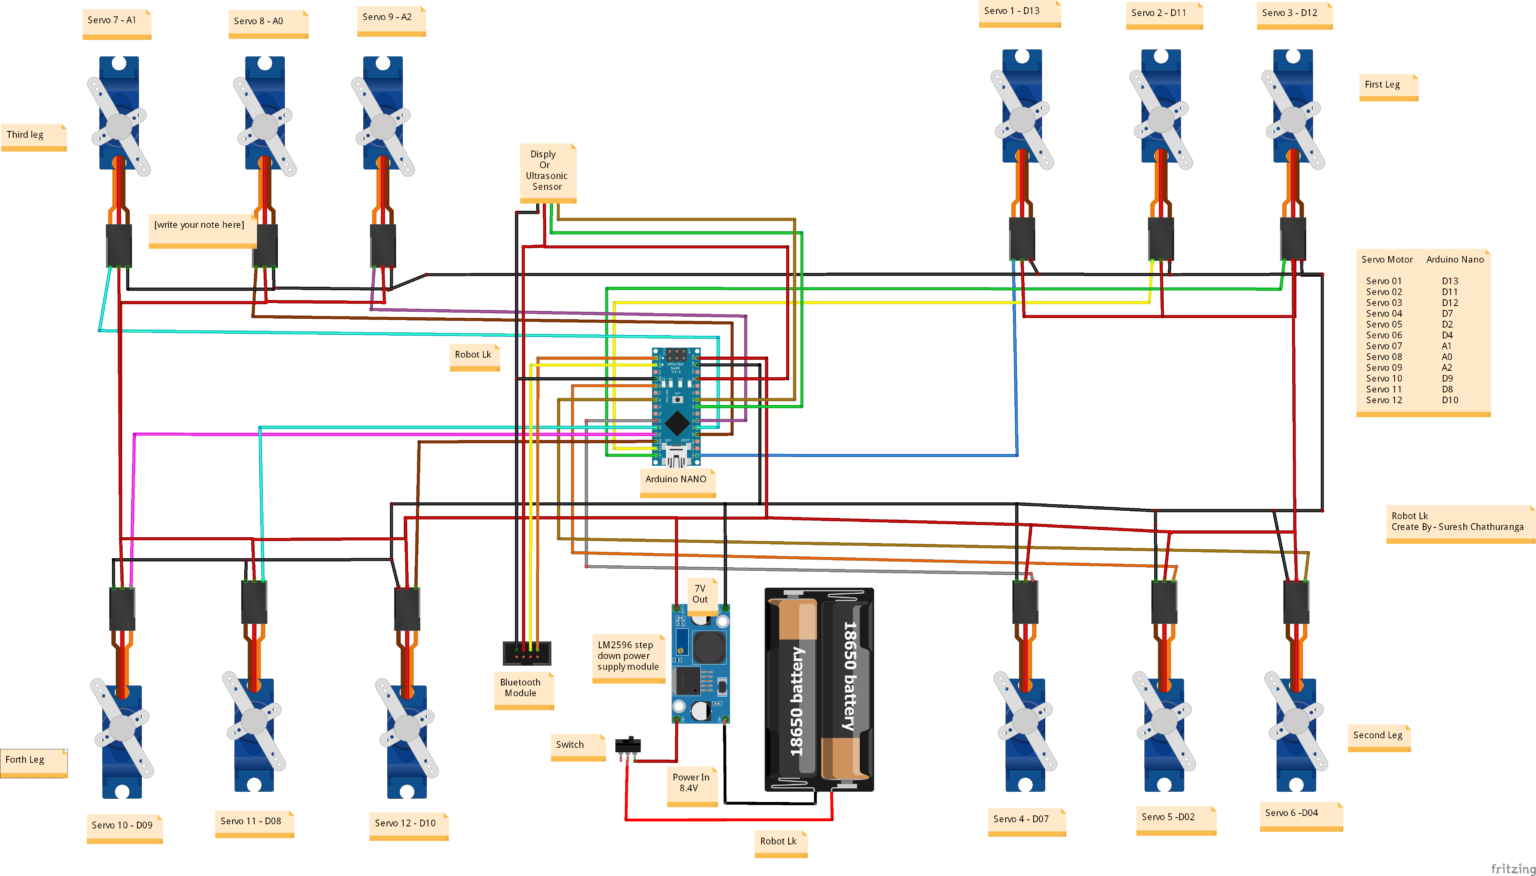 Servo 7 - A1
Servo 8 - A0
Servo 9 - A2
Servo 1 - D13
Servo 2 - D11
Servo 3 - D12
First Leg
Third leg
Disply
Or
Ultrasonic
Sensor
[write your note here]
Servo Motor Arduino Nano
Servo 01 D13
Servo 02 D11
Servo 03 D12
Servo 04 D7
Servo 05 D2
Servo 06 D4
Servo 07 A1
Servo 08 A0
Servo 09 A2
Servo 10 D9
Servo 11 D8
Servo 12 D10
Robot Lk
Arduino NANO
Robot Lk
Create By - Suresh Chathuranga
7V
Out
LM2596 step
down power
supply module
18650 battery
18650 battery
Bluetooth
Module
Switch
Power In
8.4V
Second Leg
Forth Leg
Servo 10 - D09
Servo 11 - D08
Servo 12 - D10
Servo 4 - D07
Servo 5 -D02
Servo 6 -D04
Robot Lk
fritzing